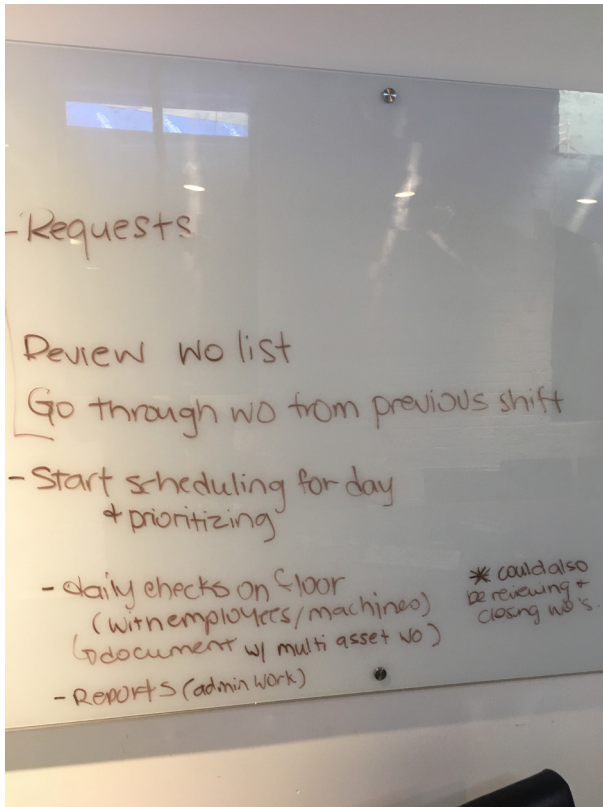 - Requests
Review wo list
Go through wo from previous shift
- Start scheduling for day
+ prioritizing
- daily checks on floor
(with employees/machines)
↳ document w/ multi asset wo)
- Reports (admin work)
* could also
be reviewing +
closing wo's.